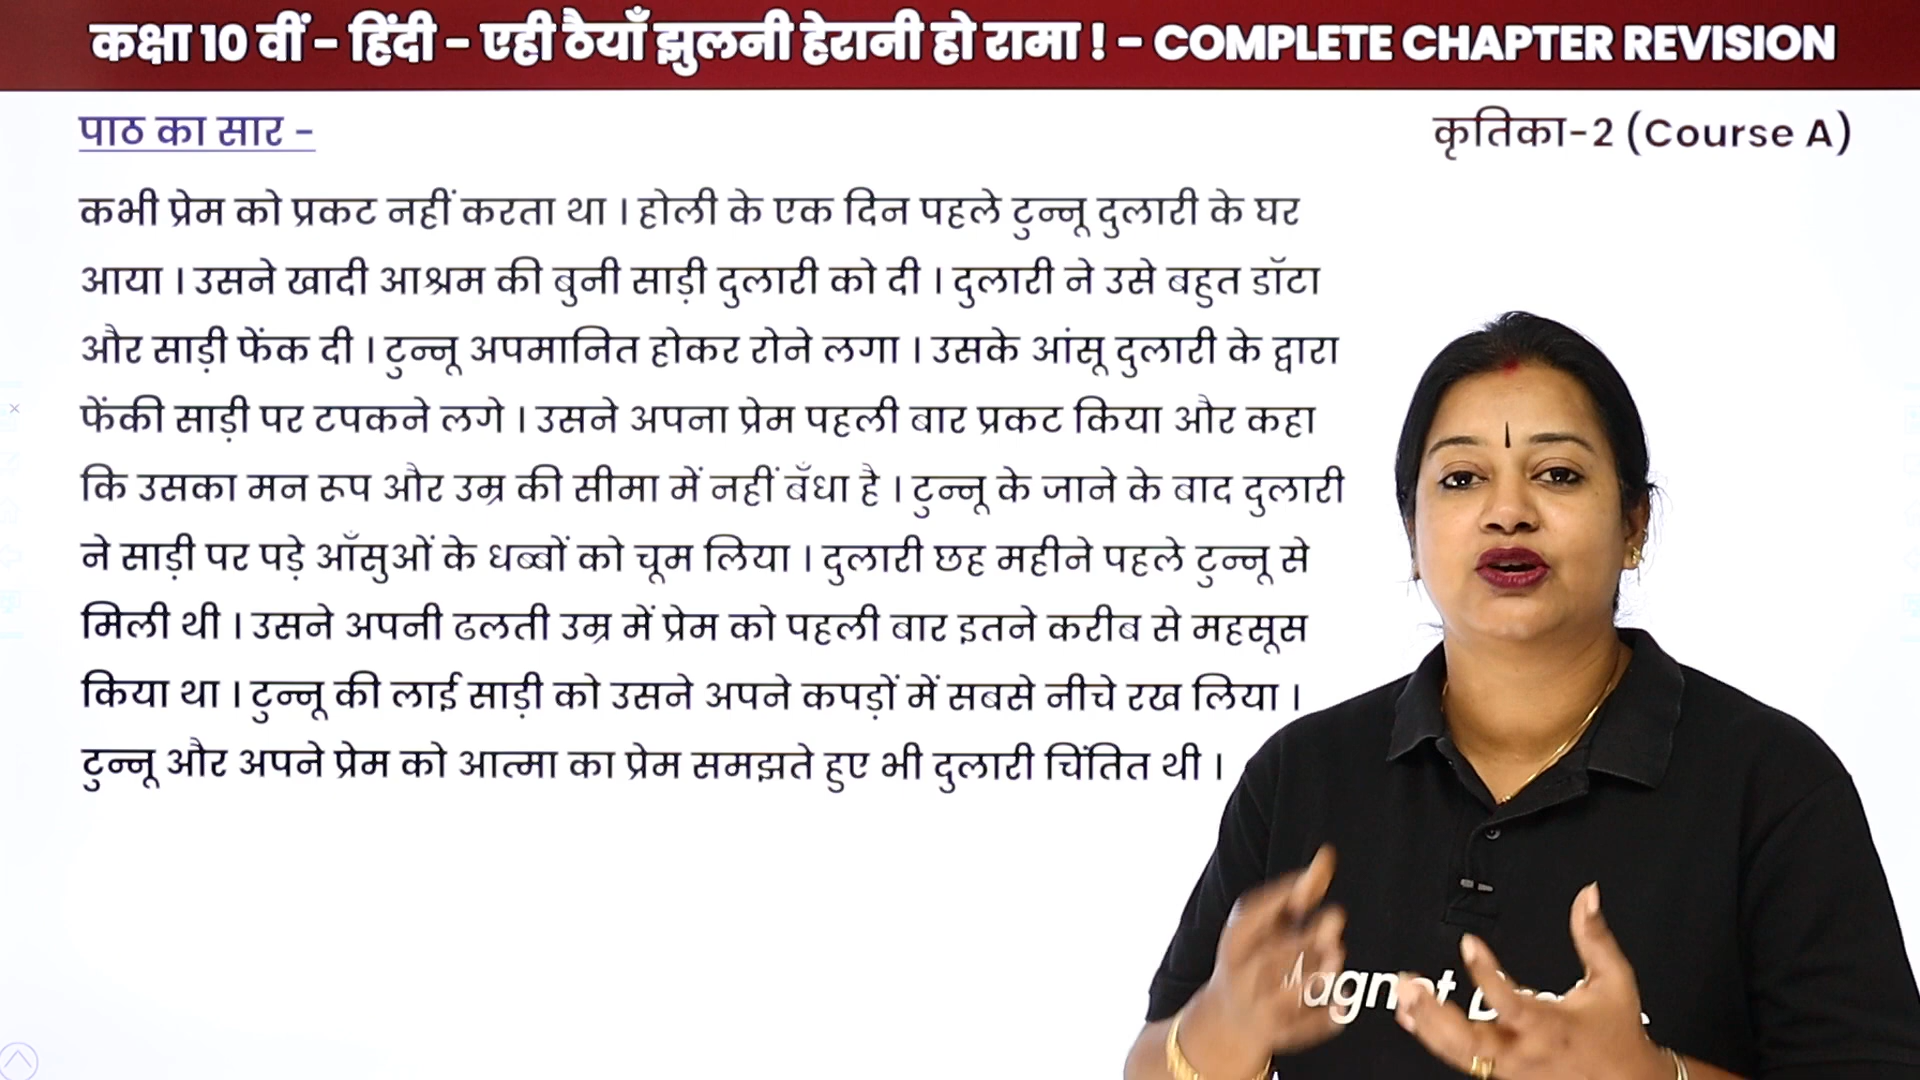 कक्षा 10 वीं - हिंदी - एही ठैयाँ झुलनी हेरानी हो रामा ! - COMPLETE CHAPTER REVISION
पाठ का सार -
कृतिका-2 (Course A)
कभी प्रेम को प्रकट नहीं करता था । होली के एक दिन पहले टुन्नू दुलारी के घर
आया । उसने खादी आश्रम की बुनी साड़ी दुलारी को दी । दुलारी ने उसे बहुत डॉटा
और साड़ी फेंक दी । टुन्नू अपमानित होकर रोने लगा । उसके आंसू दुलारी के द्वारा
फेंकी साड़ी पर टपकने लगे । उसने अपना प्रेम पहली बार प्रकट किया और कहा
कि उसका मन रूप और उम्र की सीमा में नहीं बँधा है । टुन्नू के जाने के बाद दुलारी
ने साड़ी पर पड़े आँसुओं के धब्बों को चूम लिया । दुलारी छह महीने पहले टुन्नू से
मिली थी । उसने अपनी ढलती उम्र में प्रेम को पहली बार इतने करीब से महसूस
किया था । टुन्नू की लाई साड़ी को उसने अपने कपड़ों में सबसे नीचे रख लिया ।
टुन्नू और अपने प्रेम को आत्मा का प्रेम समझते हुए भी दुलारी चिंतित थी ।